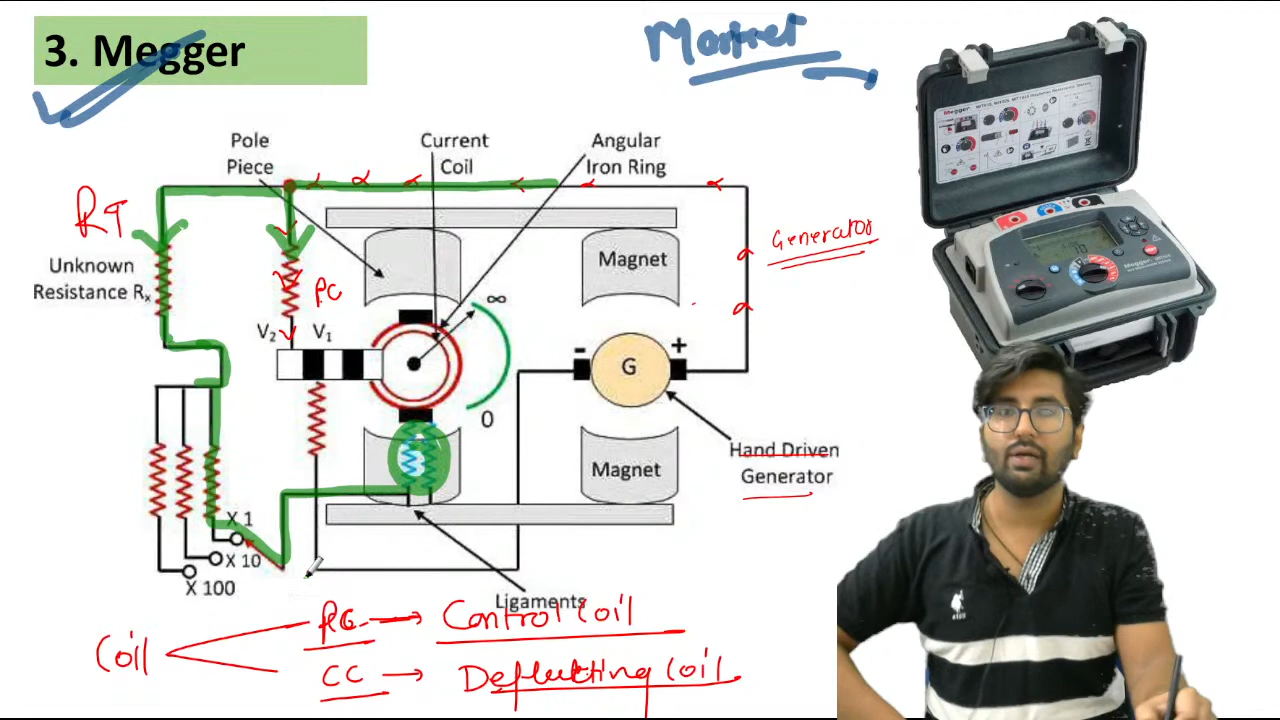 3. Megger
Market
Pole
Piece
Current
Coil
Angular
Iron Ring
RT
Unknown
Resistance Rx
PC
V2 V1
∞
0
Magnet
Generator
- G +
Magnet
Hand Driven
Generator
X 1
X 10
X 100
Ligaments
Coil
PC → Control Coil
CC → Deflecting Coil
Megger